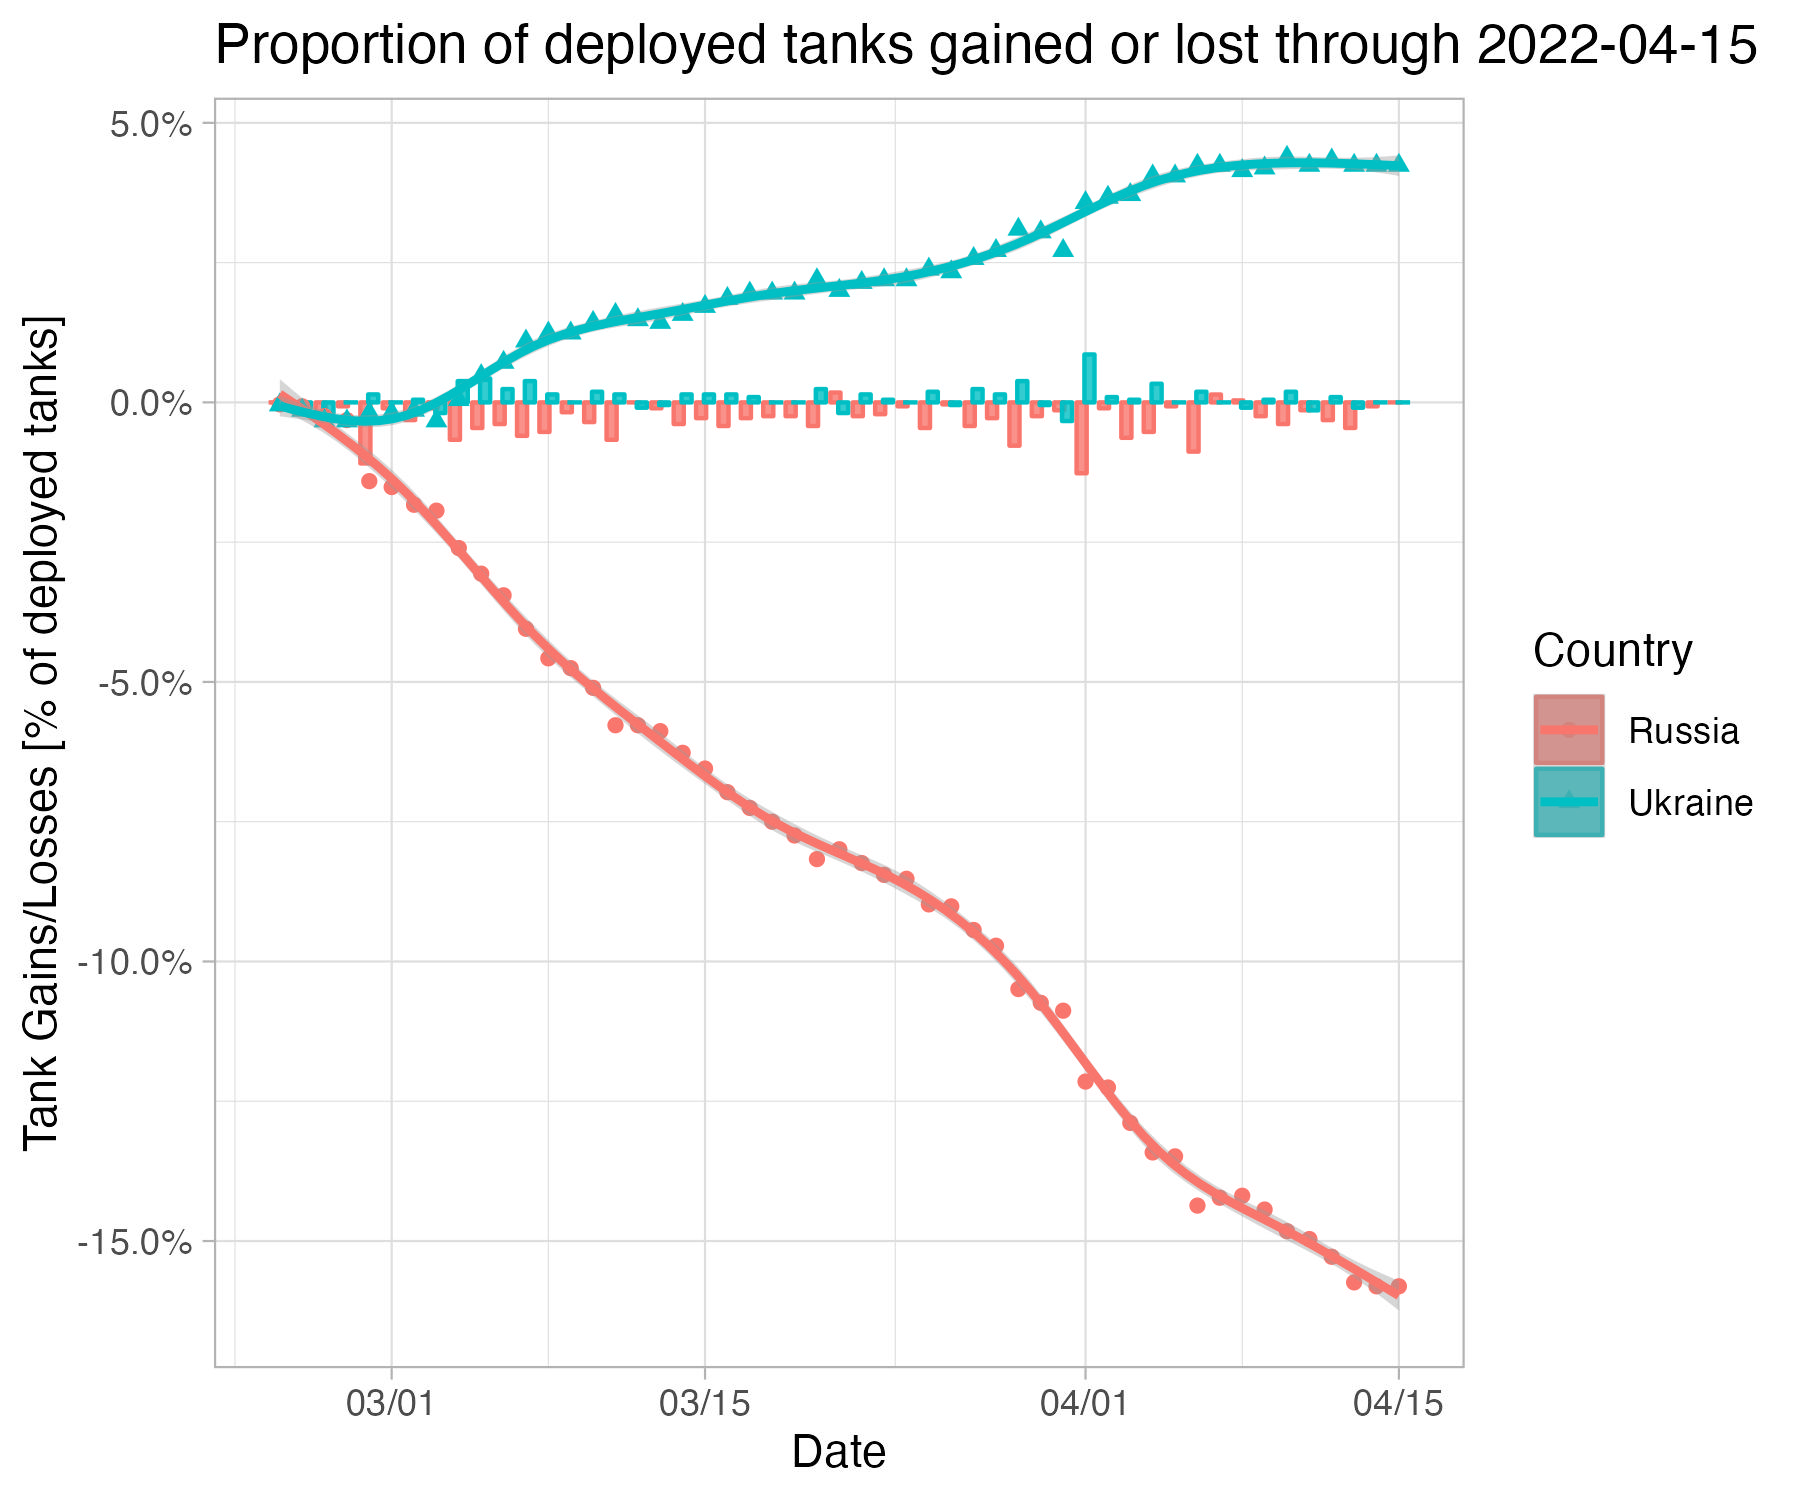 Proportion of deployed tanks gained or lost through 2022-04-15
Tank Gains/Losses [% of deployed tanks]
5.0%
0.0%
-5.0%
-10.0%
-15.0%
03/01
03/15
04/01
04/15
Date
Country
Russia
Ukraine